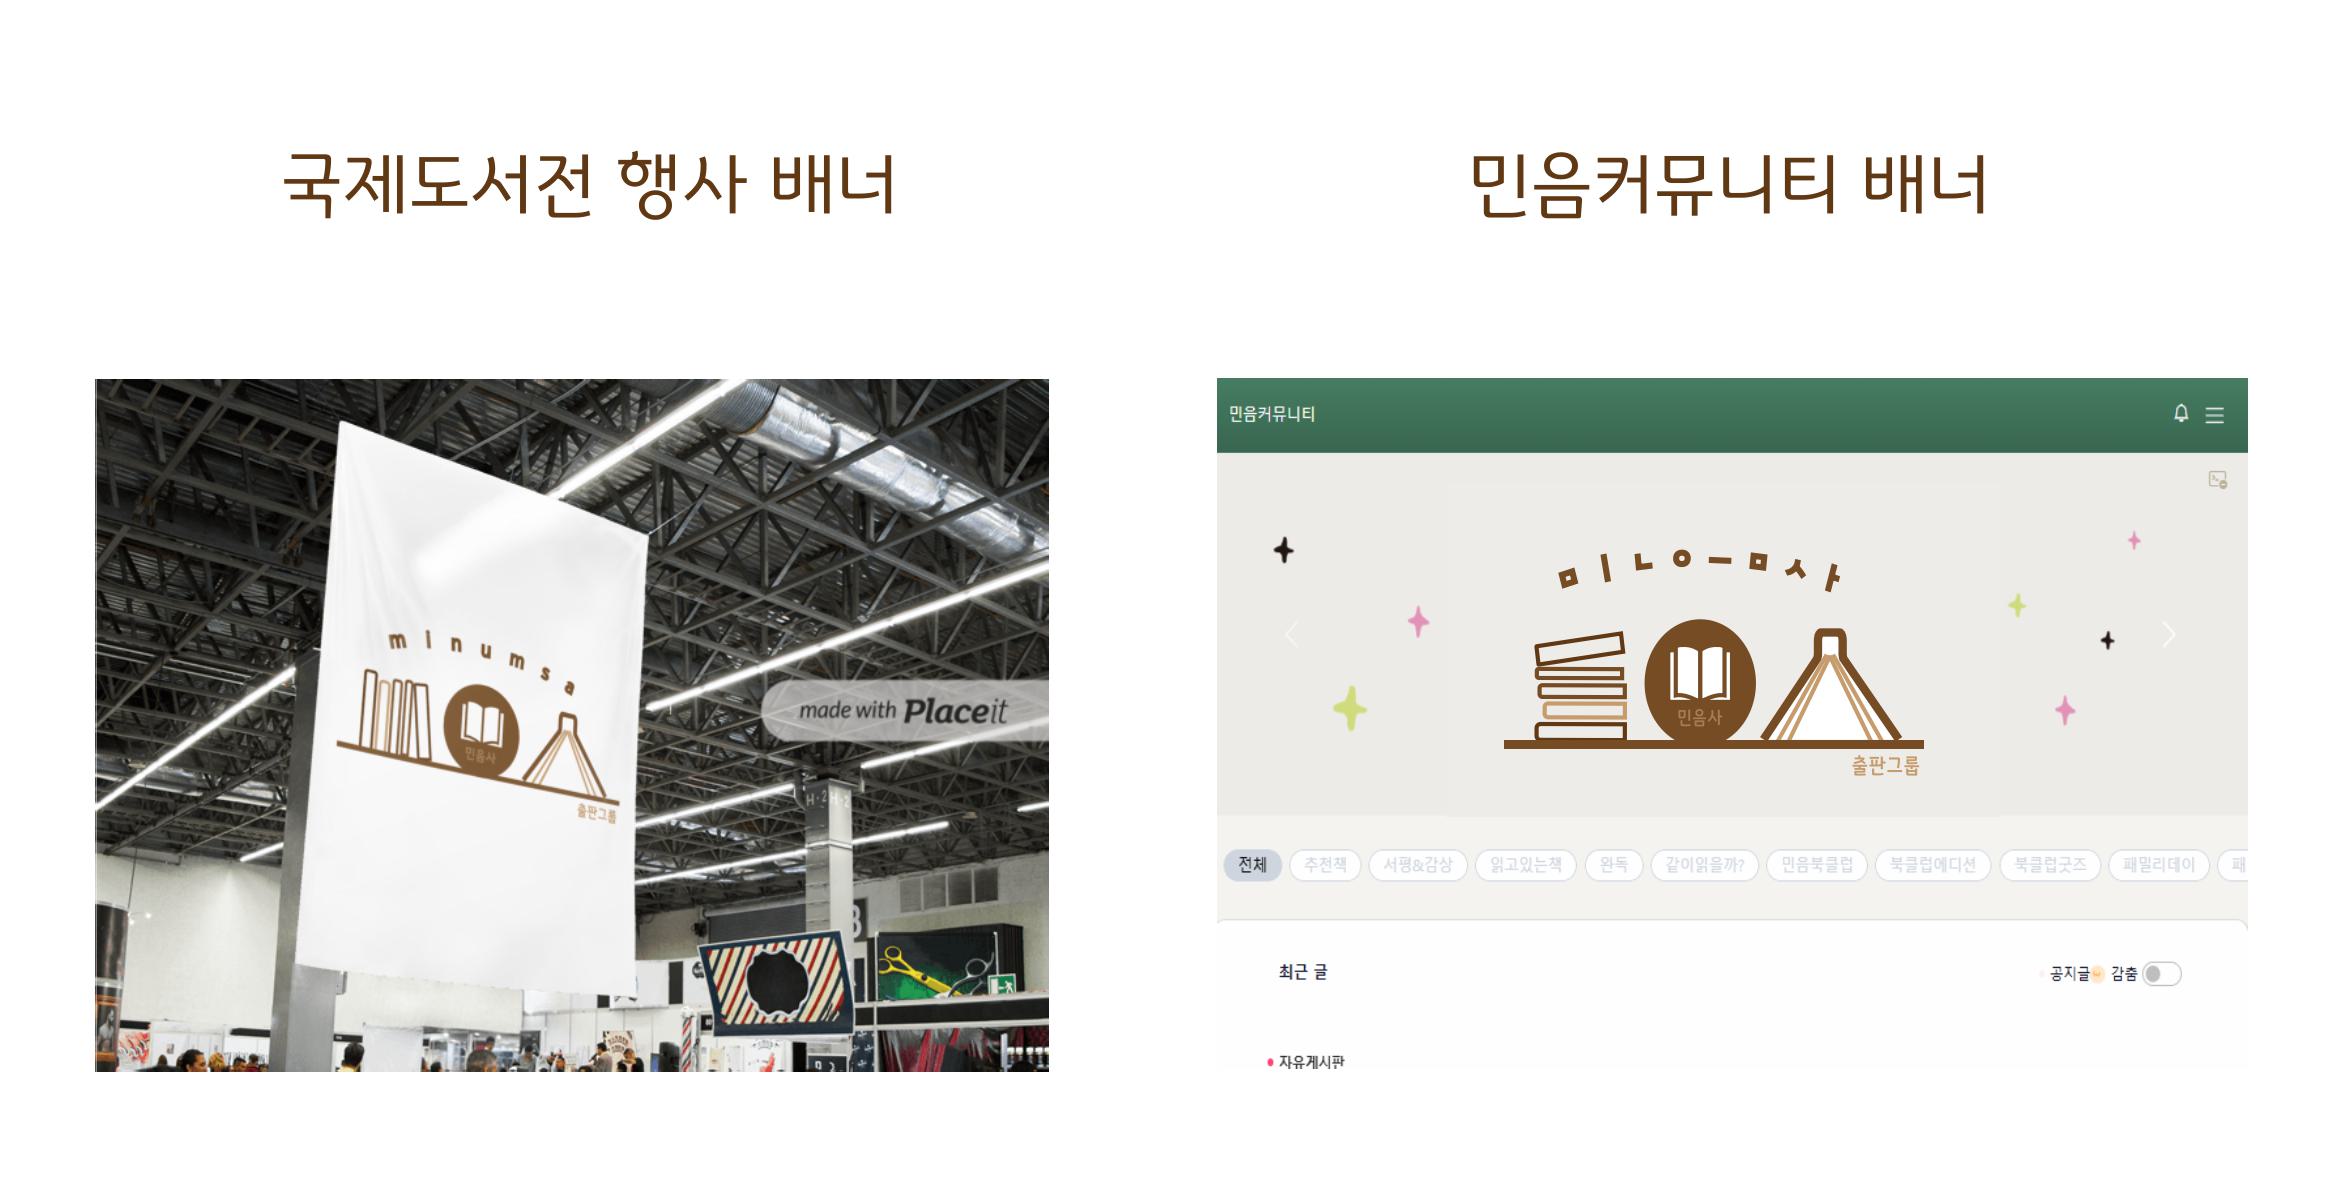 국제도서전 행사 배너
민음커뮤니티 배너
minumsa
민음사
출판그룹
made with Placeit
H-2
민음커뮤니티
ㅁㅣㄴㅇㅡㅁㅅㅏ
민음사
출판그룹
전체 추천책 서평&감상 읽고있는책 완독 같이읽을까? 민음북클럽 북클럽에디션 북클럽굿즈 패밀리데이 패
최근 글
공지글 감춤
자유게시판